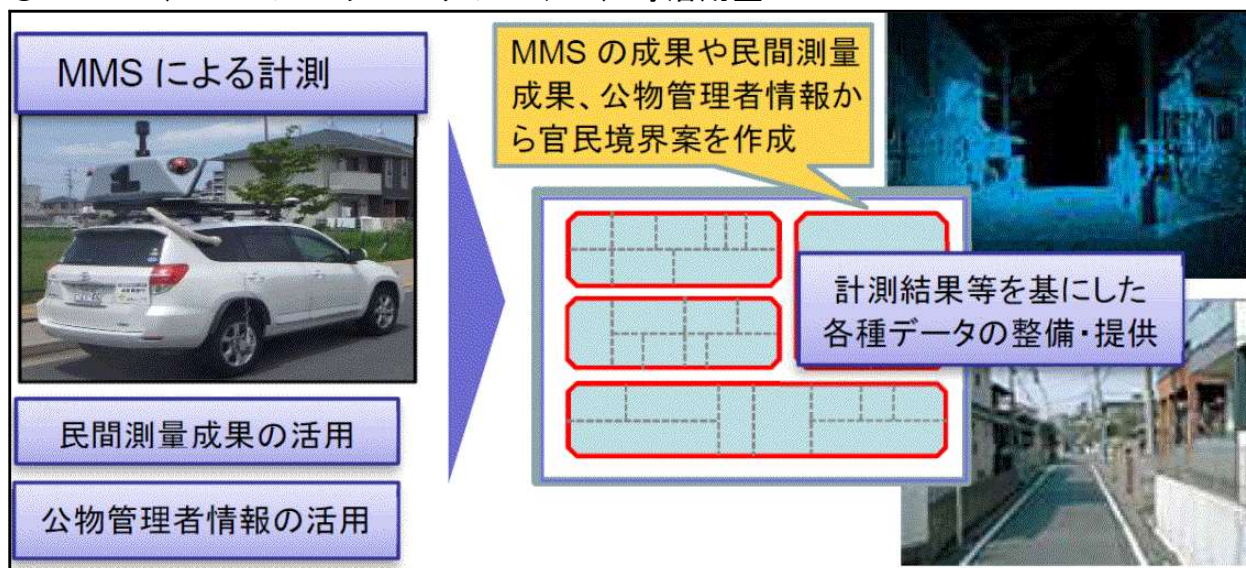 MMS による計測
民間測量成果の活用
公物管理者情報の活用
MMS の成果や民間測量
成果、公物管理者情報か
ら官民境界案を作成
計測結果等を基にした
各種データの整備・提供